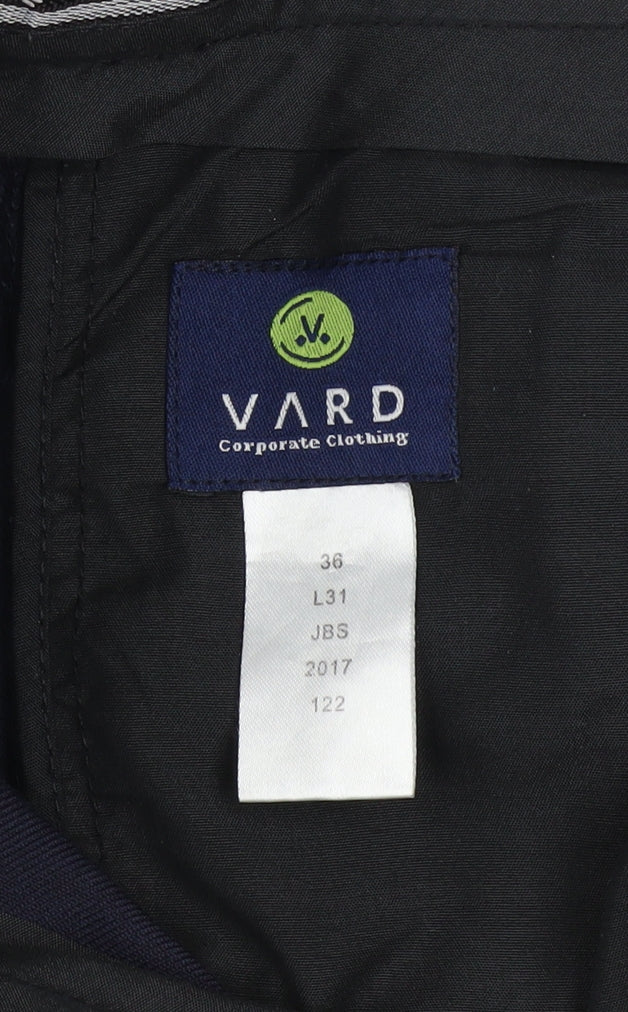 .V.
VARD
Corporate Clothing
36
L31
JBS
2017
122